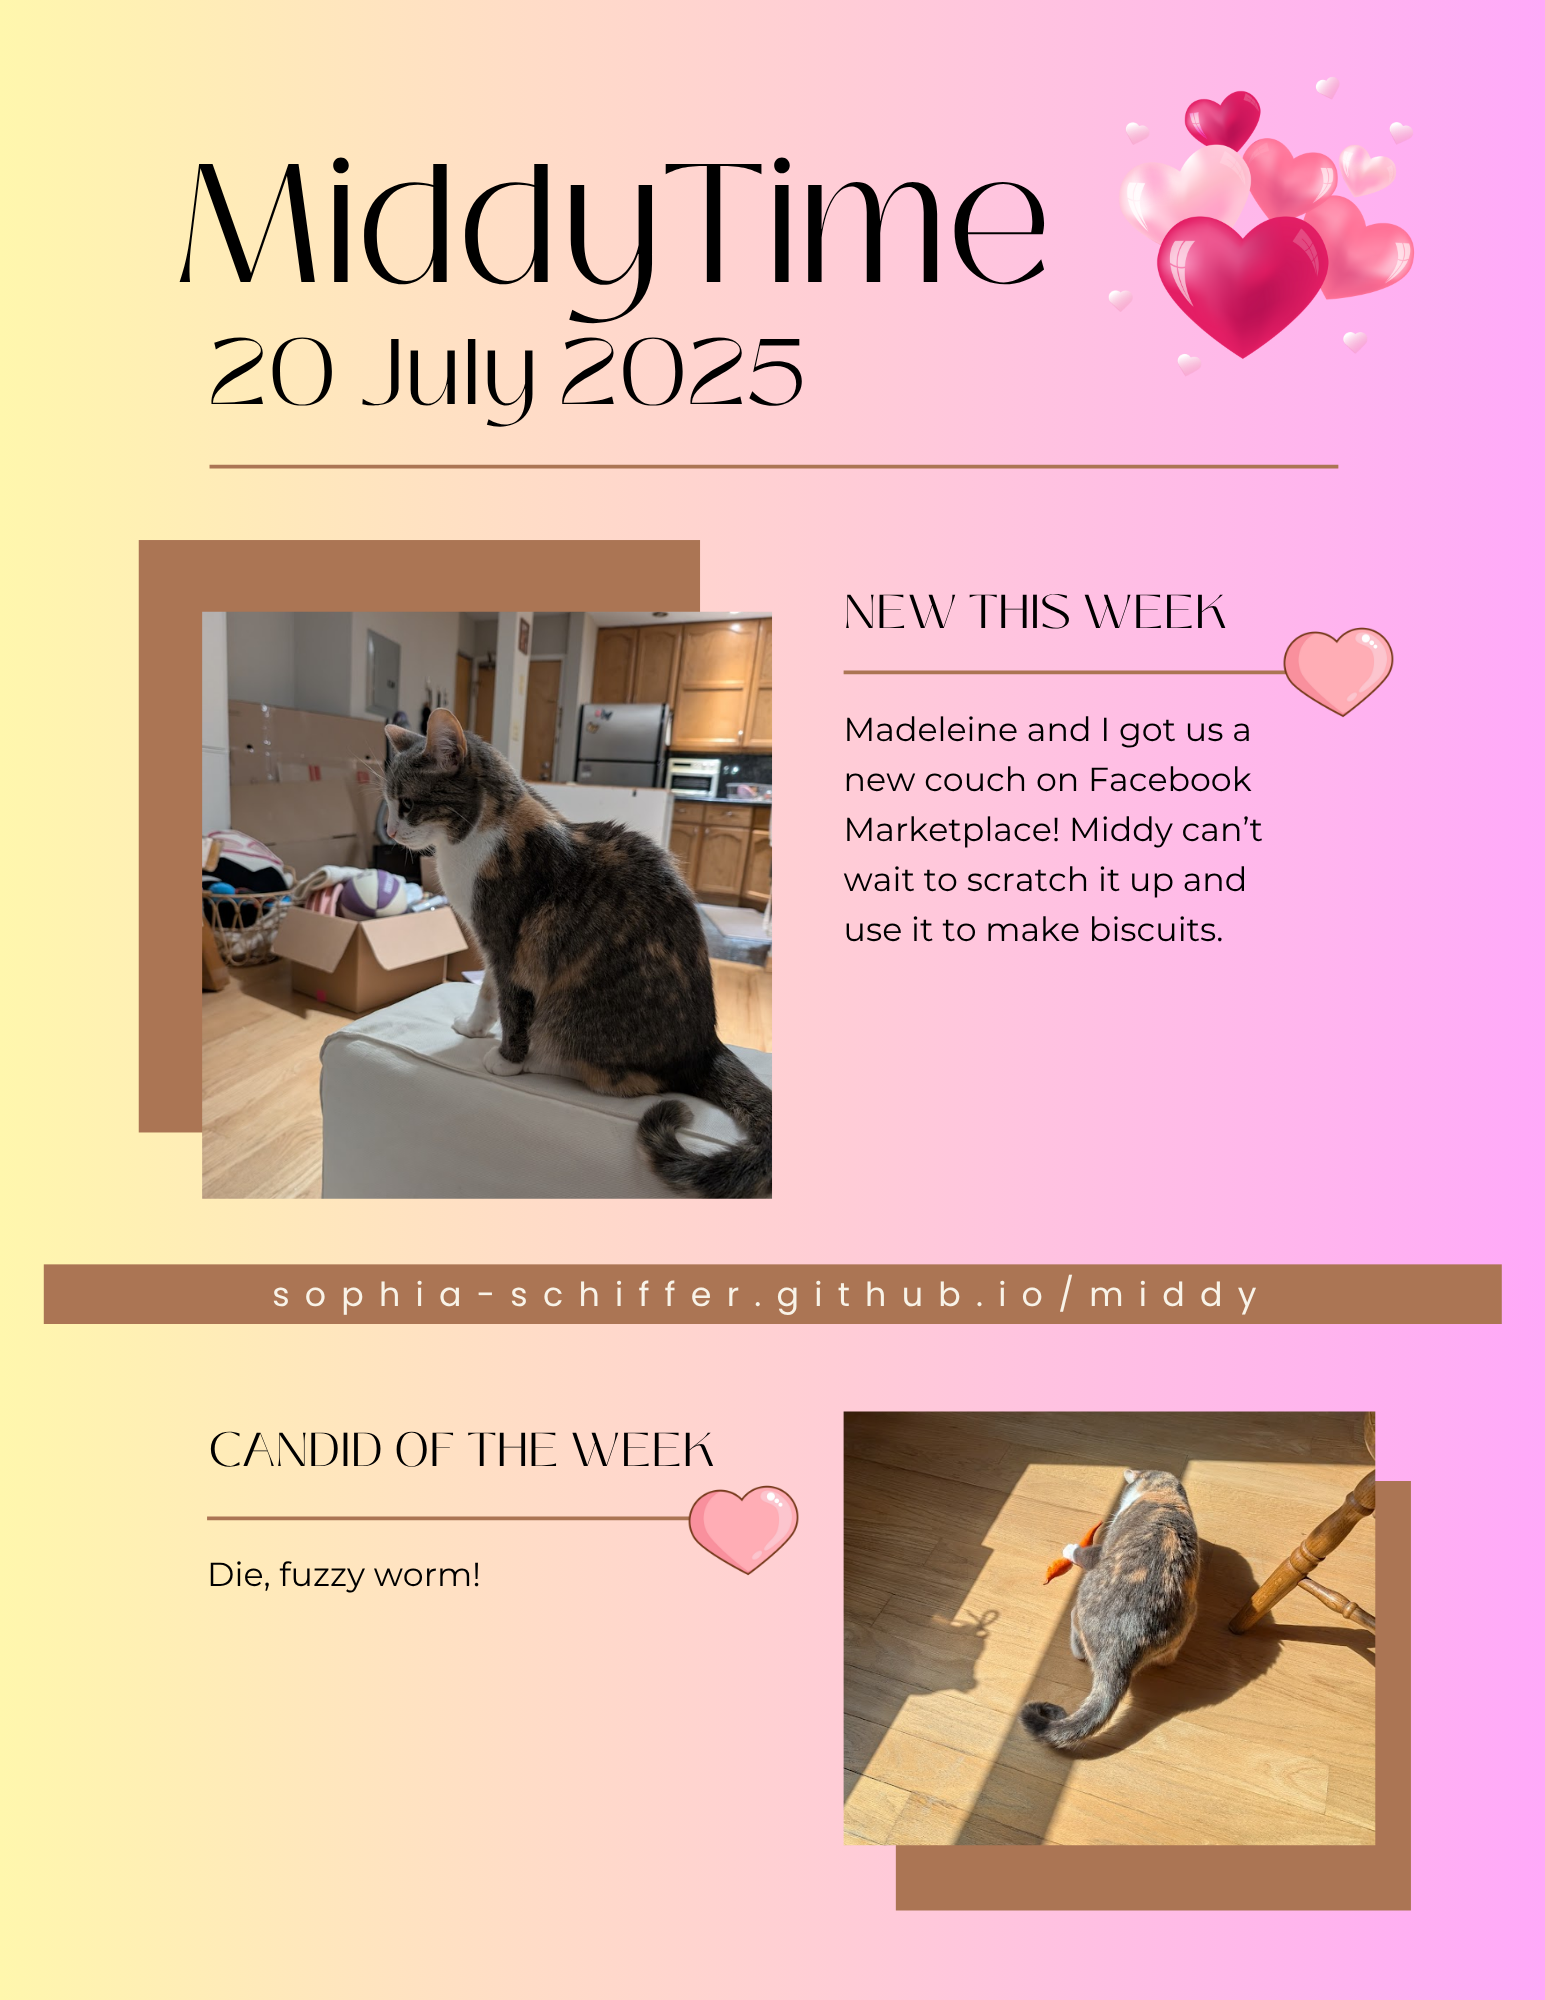 MiddyTime
20 July 2025
NEW THIS WEEK
Madeleine and I got us a
new couch on Facebook
Marketplace! Middy can’t
wait to scratch it up and
use it to make biscuits.
sophia-schiffer.github.io/middy
CANDID OF THE WEEK
Die, fuzzy worm!